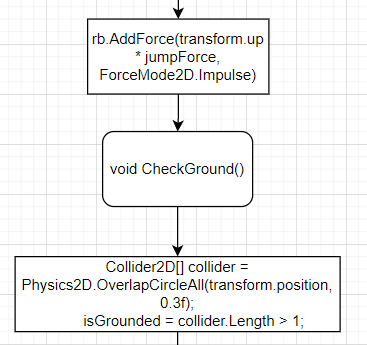 rb.AddForce(transform.up
* jumpForce,
ForceMode2D.Impulse)
void CheckGround()
Collider2D[] collider =
Physics2D.OverlapCircleAll(transform.position,
0.3f);
isGrounded = collider.Length > 1;